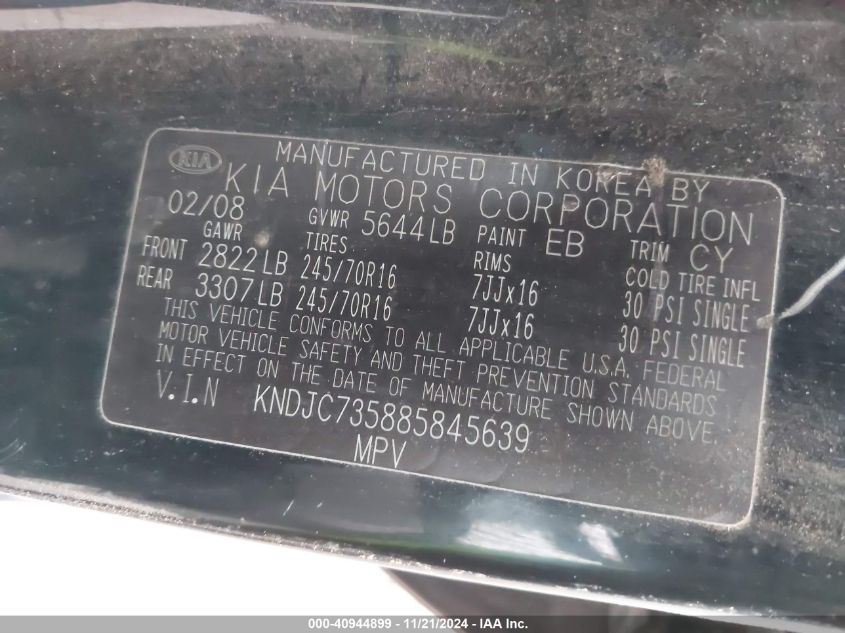 KIA
MANUFACTURED IN KOREA BY
KIA MOTORS CORPORATION
02/08 GVWR 5644LB PAINT EB TRIM CY
GAWR TIRES RIMS COLD TIRE INFL
FRONT 2822LB 245/70R16 7JJx16 30 PSI SINGLE
REAR 3307LB 245/70R16 7JJx16 30 PSI SINGLE
THIS VEHICLE CONFORMS TO ALL APPLICABLE U.S.A. FEDERAL
MOTOR VEHICLE SAFETY AND THEFT PREVENTION STANDARDS
IN EFFECT ON THE DATE OF MANUFACTURE SHOWN ABOVE.
V.I.N KNDJC735885845639
MPV
000-40944899 - 11/21/2024 - IAA Inc.